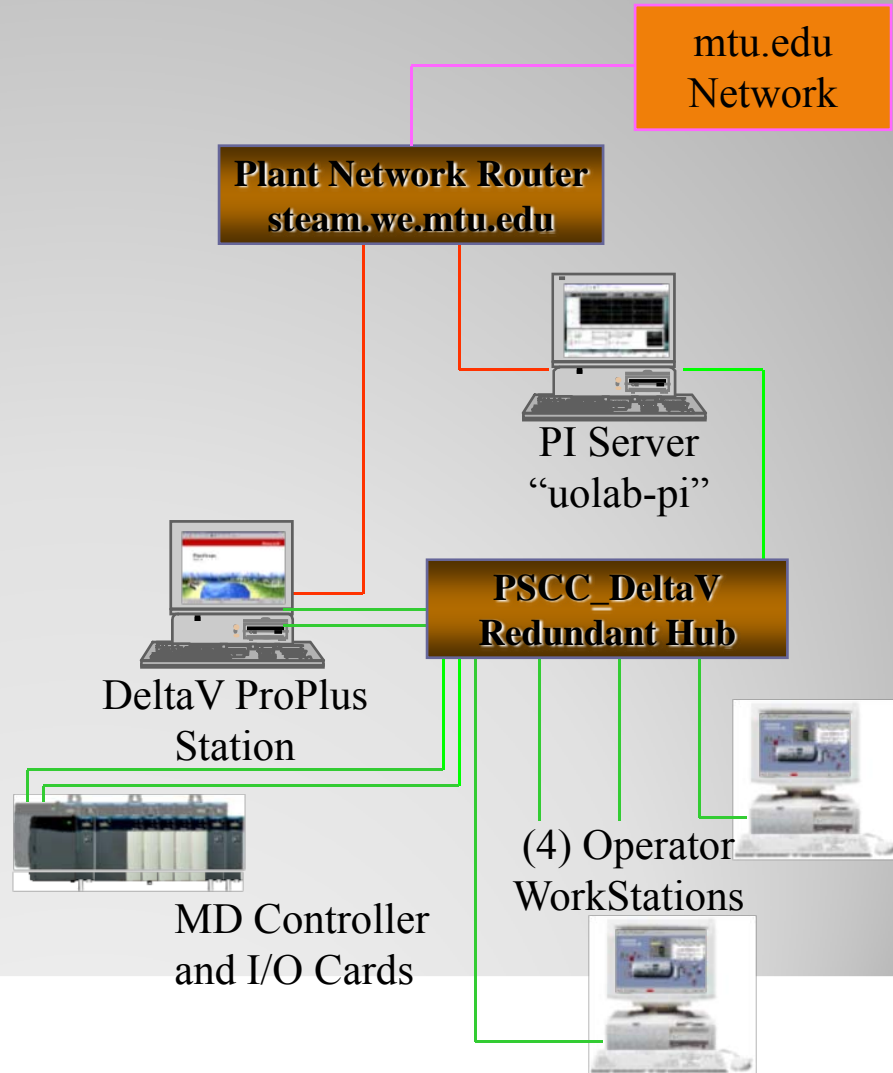 mtu.edu
Network
Plant Network Router
steam.we.mtu.edu
PI Server
“uolab-pi”
PSCC_DeltaV
Redundant Hub
DeltaV ProPlus
Station
(4) Operator
WorkStations
MD Controller
and I/O Cards